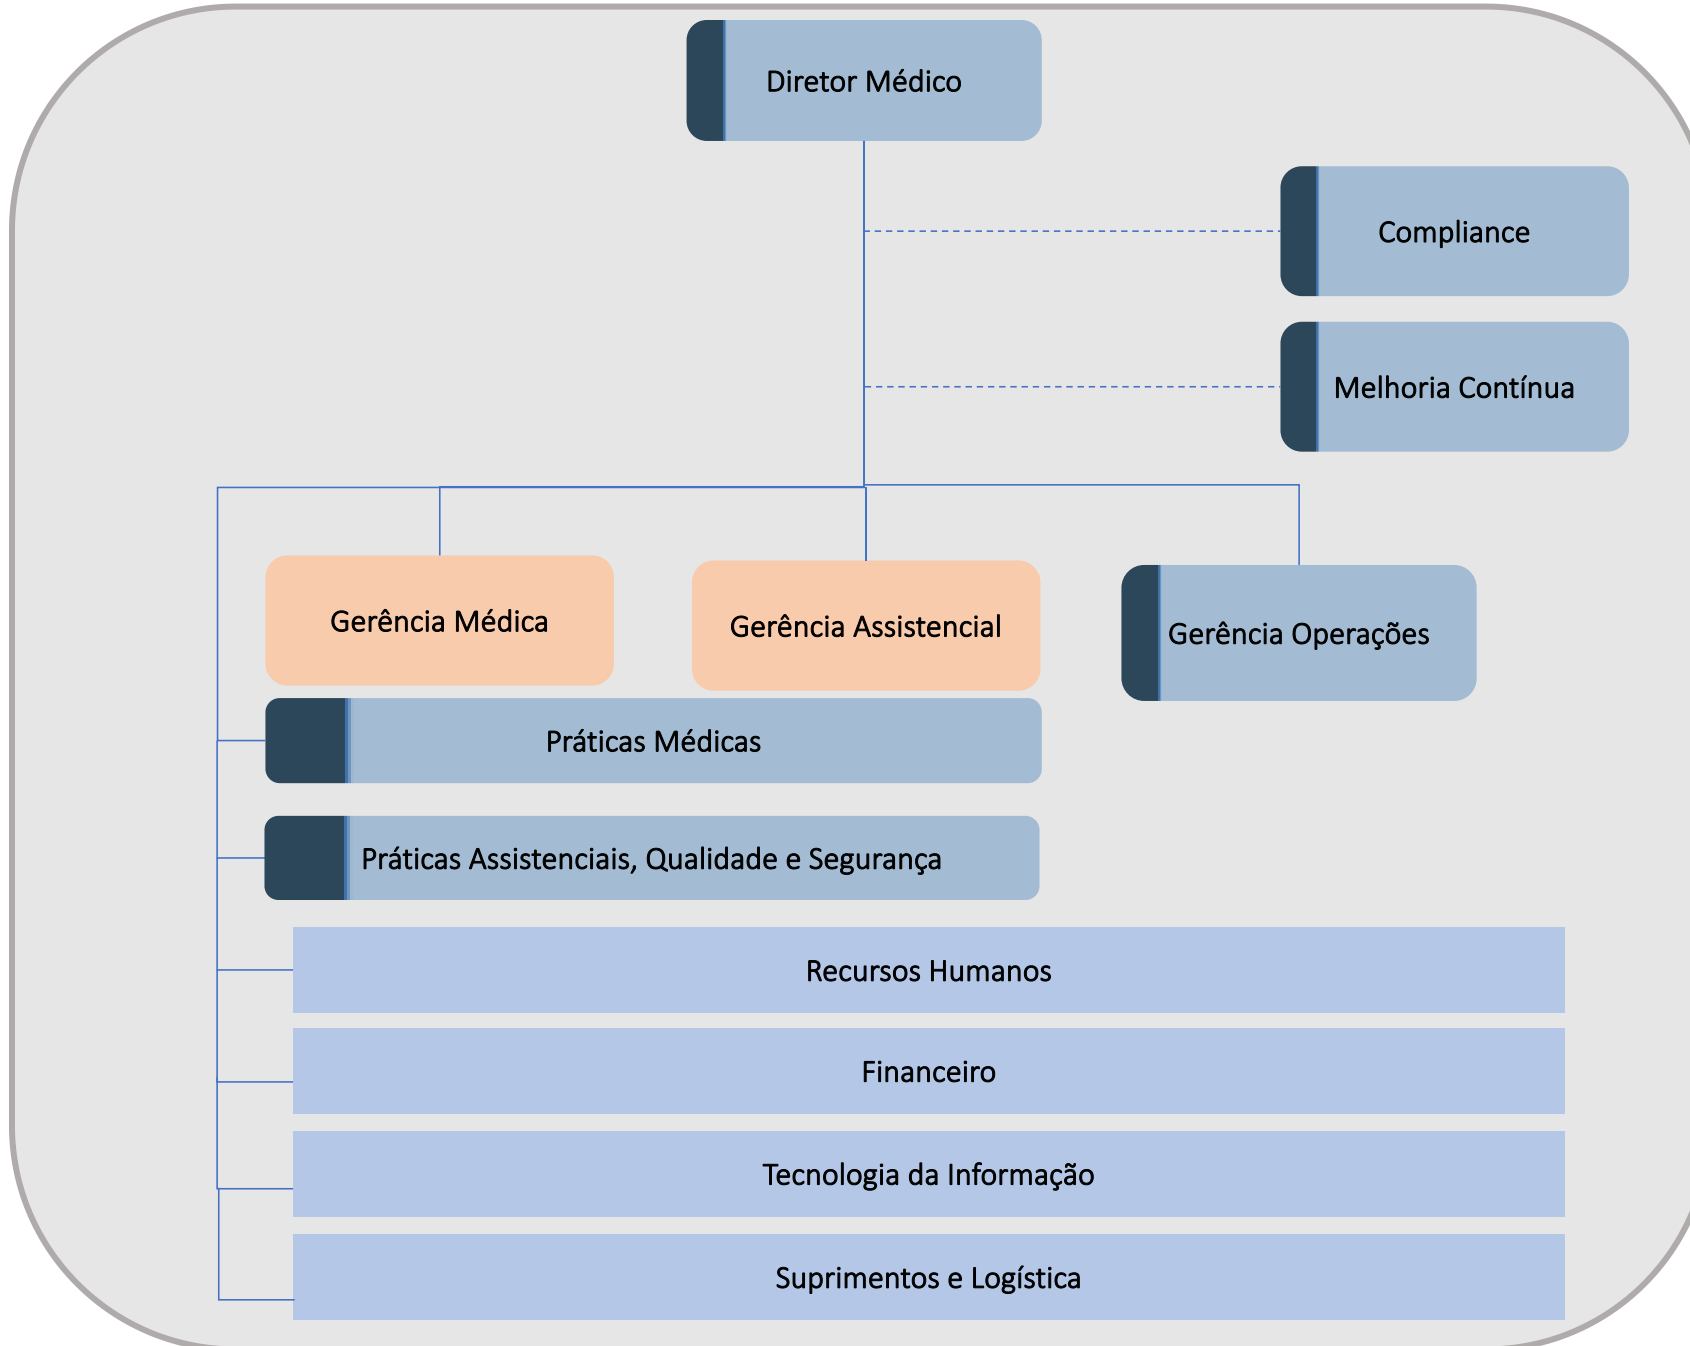 Diretor Médico
Compliance
Melhoria Contínua
Gerência Médica
Gerência Assistencial
Gerência Operações
Práticas Médicas
Práticas Assistenciais, Qualidade e Segurança
Recursos Humanos
Financeiro
Tecnologia da Informação
Suprimentos e Logística